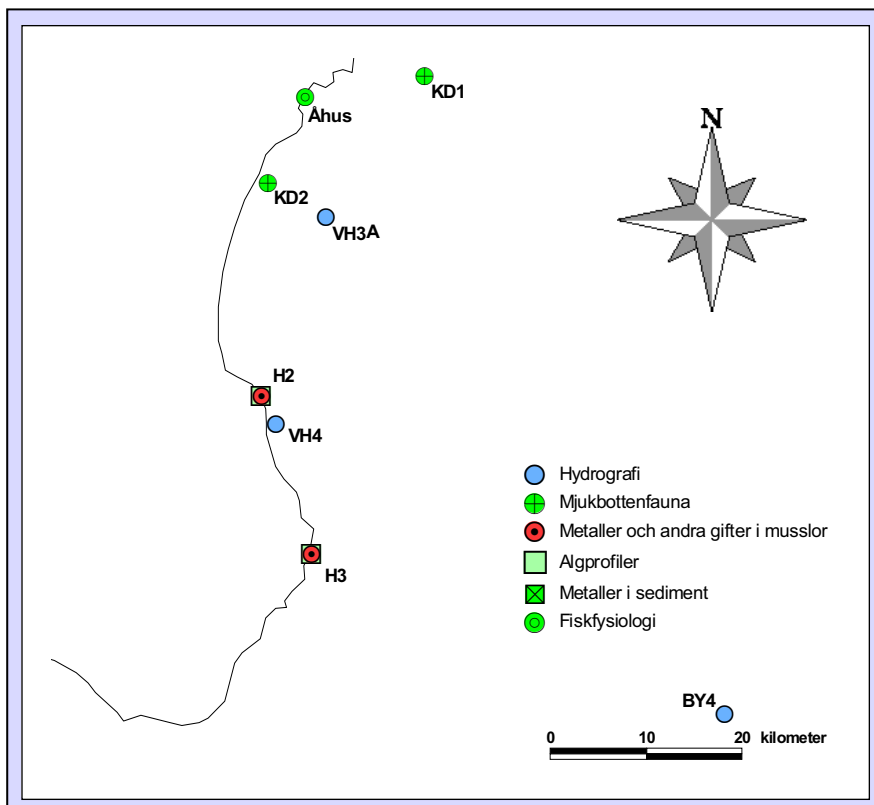 N
KD1
Åhus
KD2
VH3A
H2
VH4
H3
Hydrografi
Mjukbottenfauna
Metaller och andra gifter i musslor
Algprofiler
Metaller i sediment
Fiskfysiologi
BY4
0 10 20 kilometer